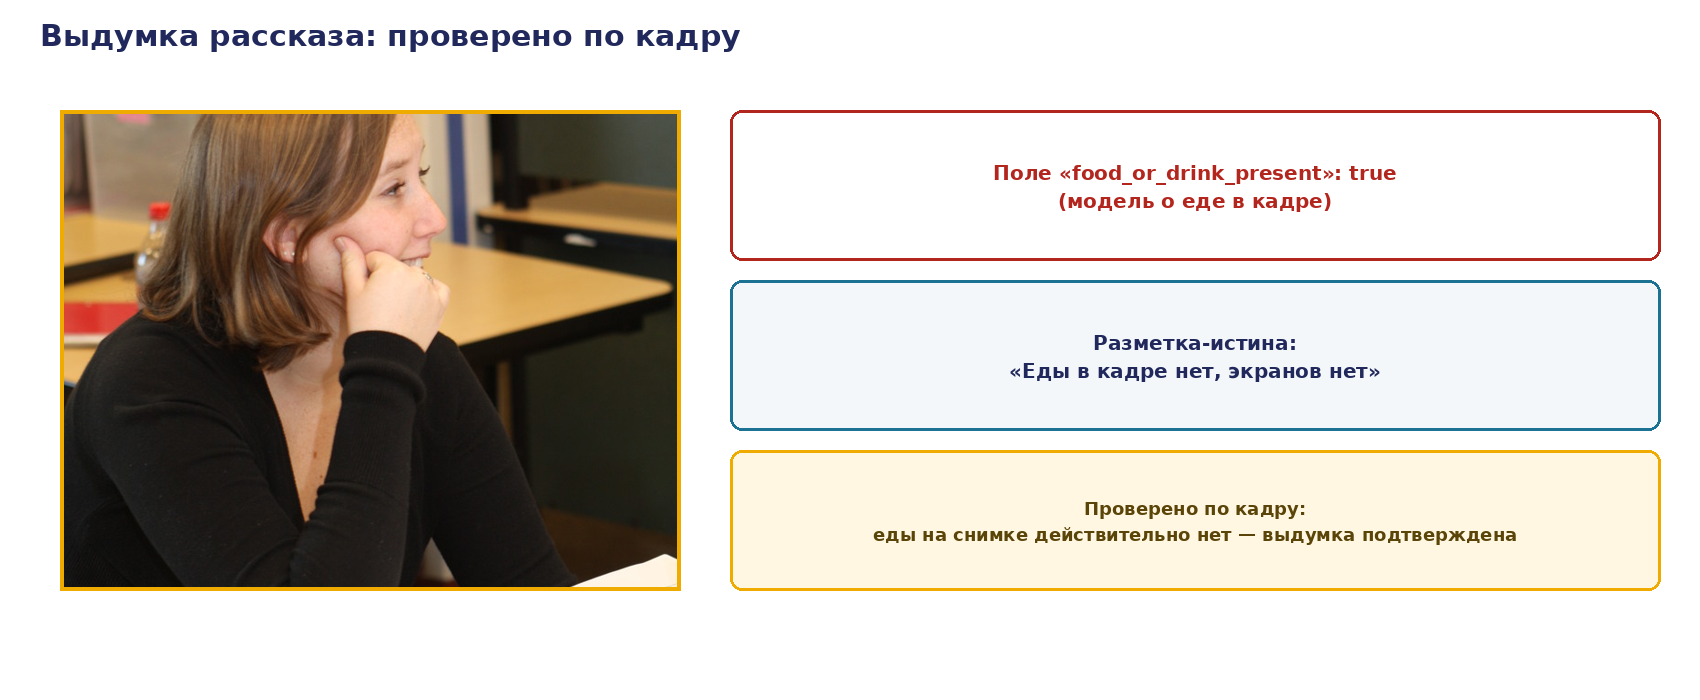 Выдумка рассказа: проверено по кадру
Поле «food_or_drink_present»: true
(модель о еде в кадре)
Разметка-истина:
«Еды в кадре нет, экранов нет»
Проверено по кадру:
еды на снимке действительно нет — выдумка подтверждена